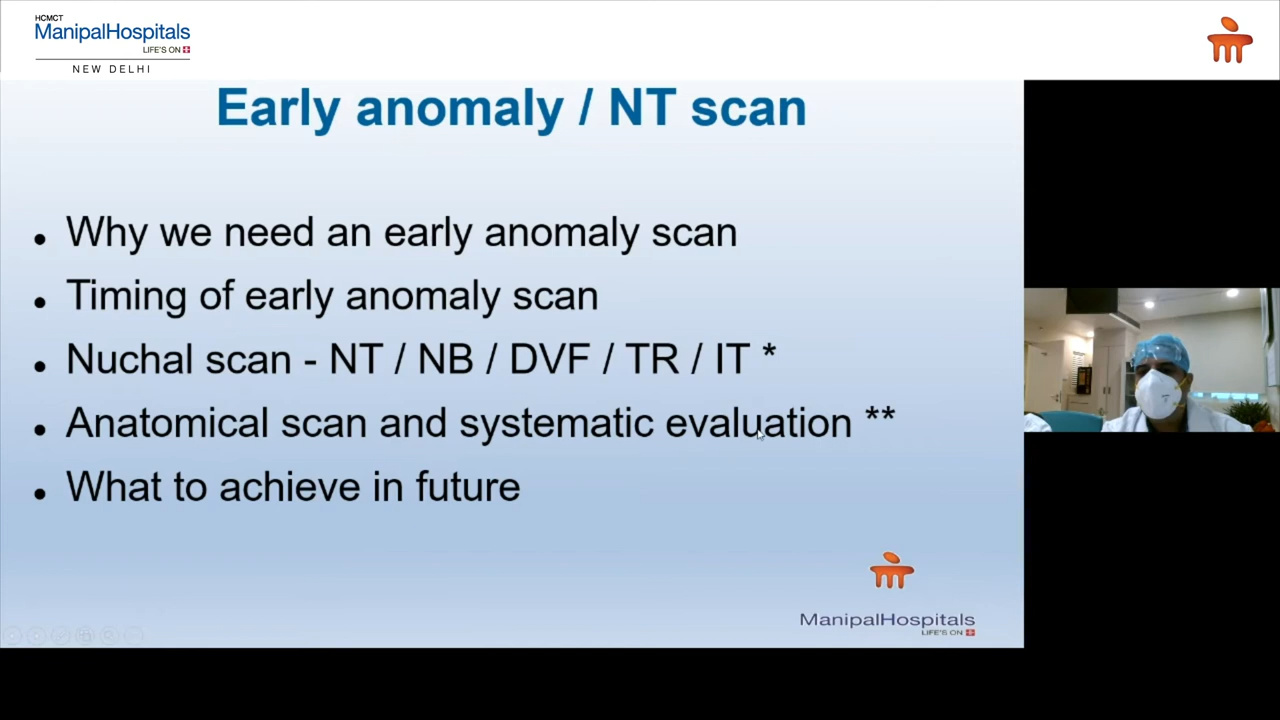 HCMCT
ManipalHospitals
LIFE'S ON
NEW DELHI
Early anomaly / NT scan
• Why we need an early anomaly scan
• Timing of early anomaly scan
• Nuchal scan - NT / NB / DVF / TR / IT *
• Anatomical scan and systematic evaluation **
• What to achieve in future
ManipalHospitals
LIFE'S ON